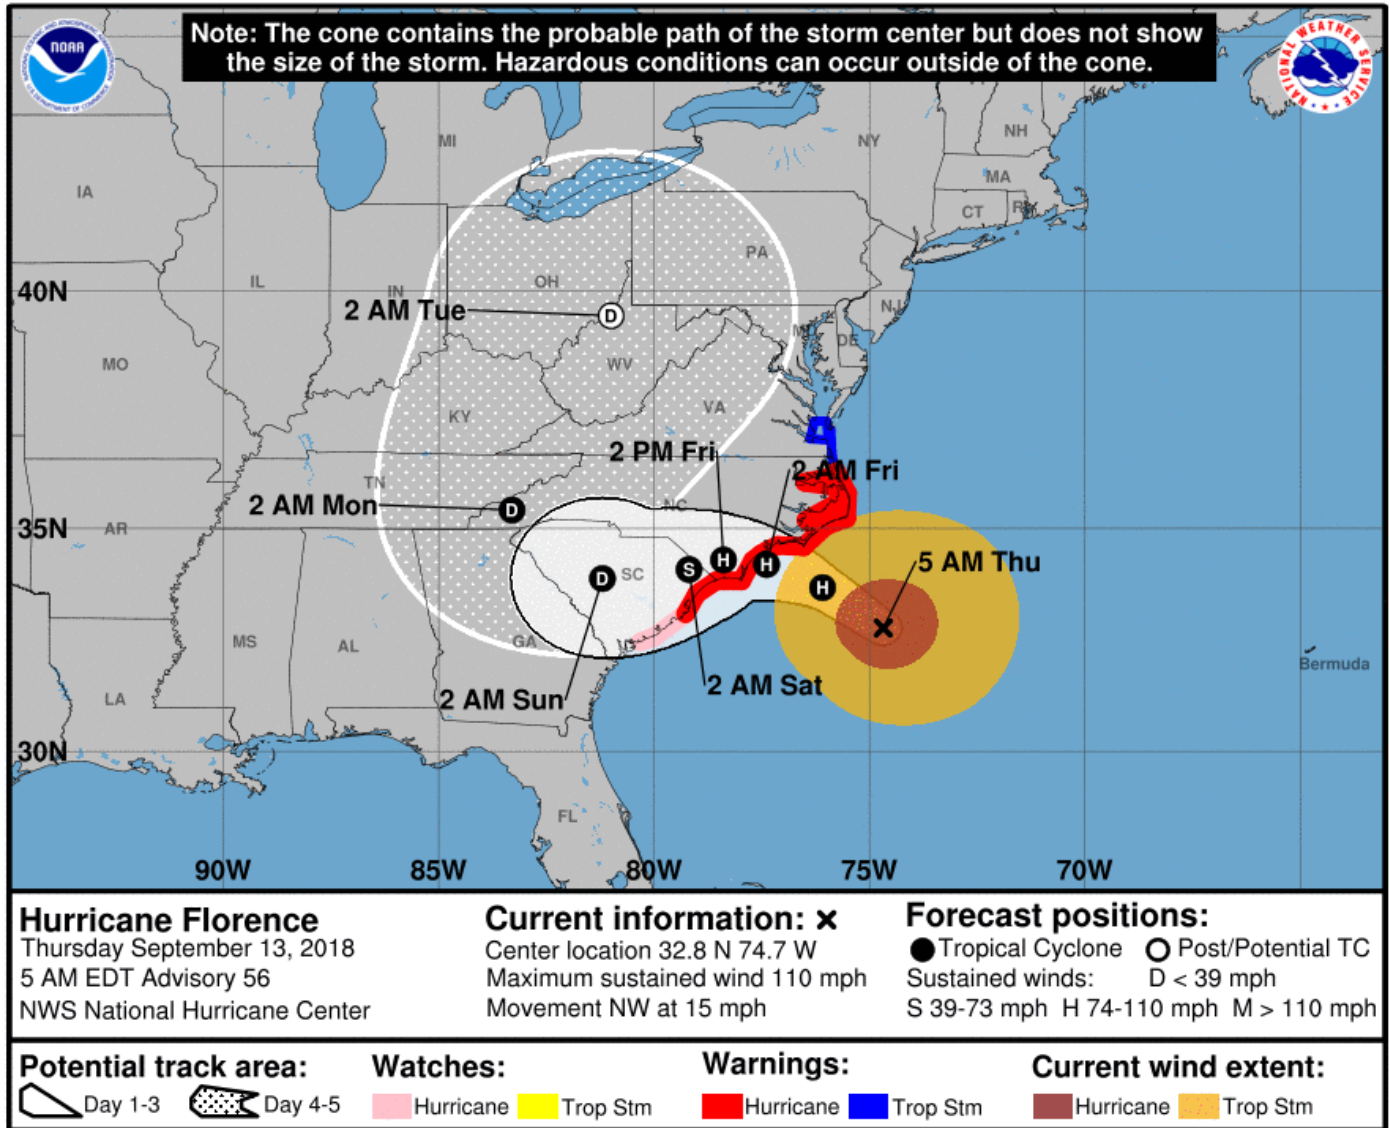 Note: The cone contains the probable path of the storm center but does not show
the size of the storm. Hazardous conditions can occur outside of the cone.
NOAA
NATIONAL OCEANIC AND ATMOSPHERIC ADMINISTRATION
U.S. DEPARTMENT OF COMMERCE
NATIONAL WEATHER SERVICE
MI
NY
NH
MA
CT
IA
PA
IL
IN
OH
NJ
40N
2 AM Tue
D
DE
MO
WV
KY
VA
2 PM Fri
2 AM Fri
TN
2 AM Mon
D
NC
AR
35N
H
H
S
SC
D
H
5 AM Thu
MS
AL
GA
Bermuda
2 AM Sat
2 AM Sun
LA
30N
FL
90W
85W
80W
75W
70W
Hurricane Florence
Thursday September 13, 2018
5 AM EDT Advisory 56
NWS National Hurricane Center
Current information: ×
Center location 32.8 N 74.7 W
Maximum sustained wind 110 mph
Movement NW at 15 mph
Forecast positions:
Tropical Cyclone Post/Potential TC
Sustained winds: D < 39 mph
S 39-73 mph H 74-110 mph M > 110 mph
Potential track area:
Day 1-3 Day 4-5
Watches:
Hurricane Trop Stm
Warnings:
Hurricane Trop Stm
Current wind extent:
Hurricane Trop Stm